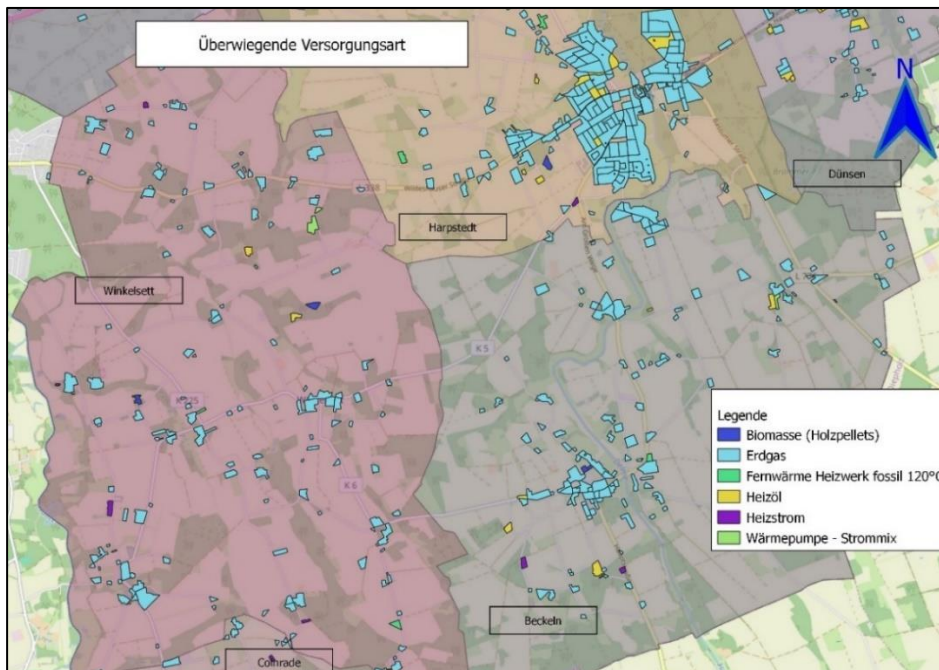 Überwiegende Versorgungsart
N
Dünsen
Harpstedt
Winkelsett
K 5
K 6
Legende
Biomasse (Holzpellets)
Erdgas
Fernwärme Heizwerk fossil 120°C
Heizöl
Heizstrom
Wärmepumpe - Strommix
Beckeln
Colnrade